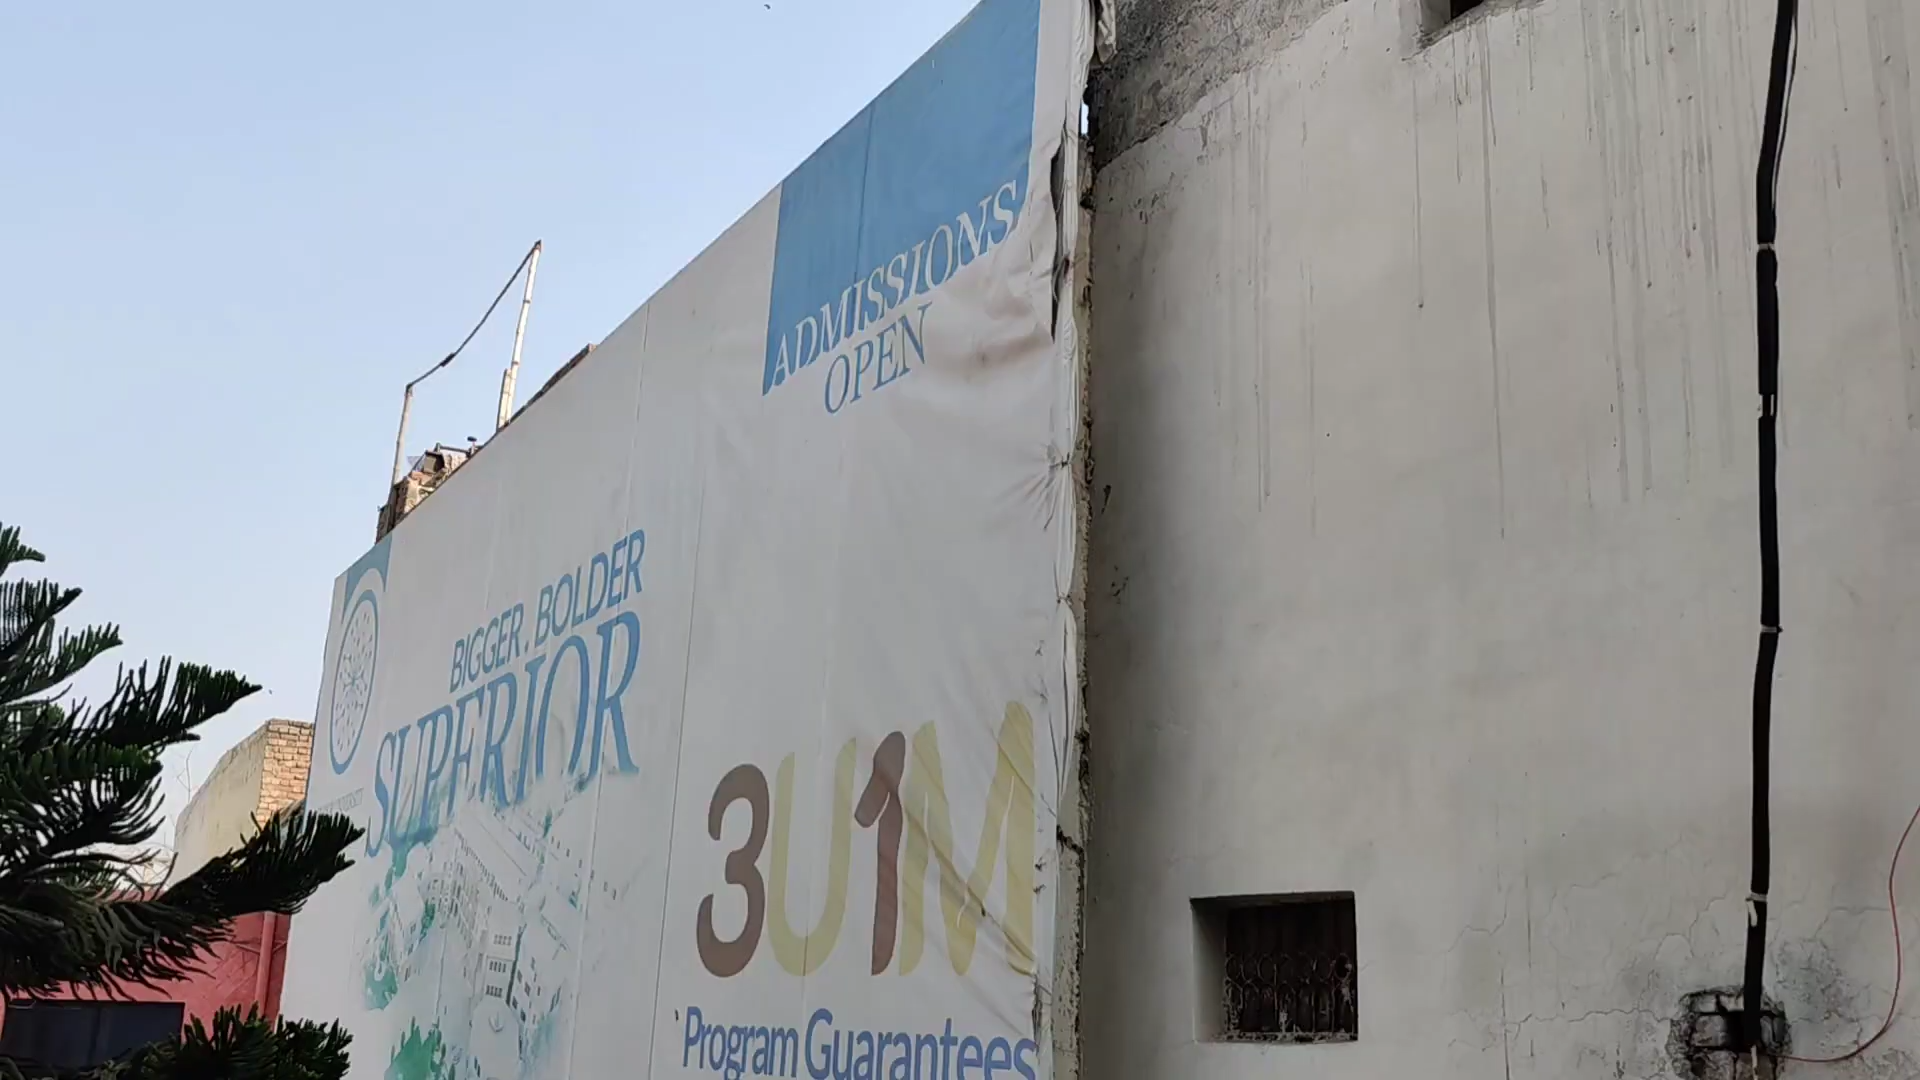 ADMISSIONS
OPEN
BIGGER. BOLDER
SUPERIOR
3U1M
Program Guarantees